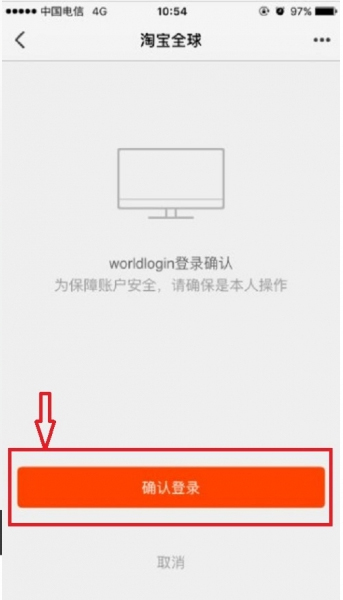 中国电信 4G 10:54 97%
淘宝全球
worldlogin登录确认
为保障账户安全，请确保是本人操作
确认登录
取消